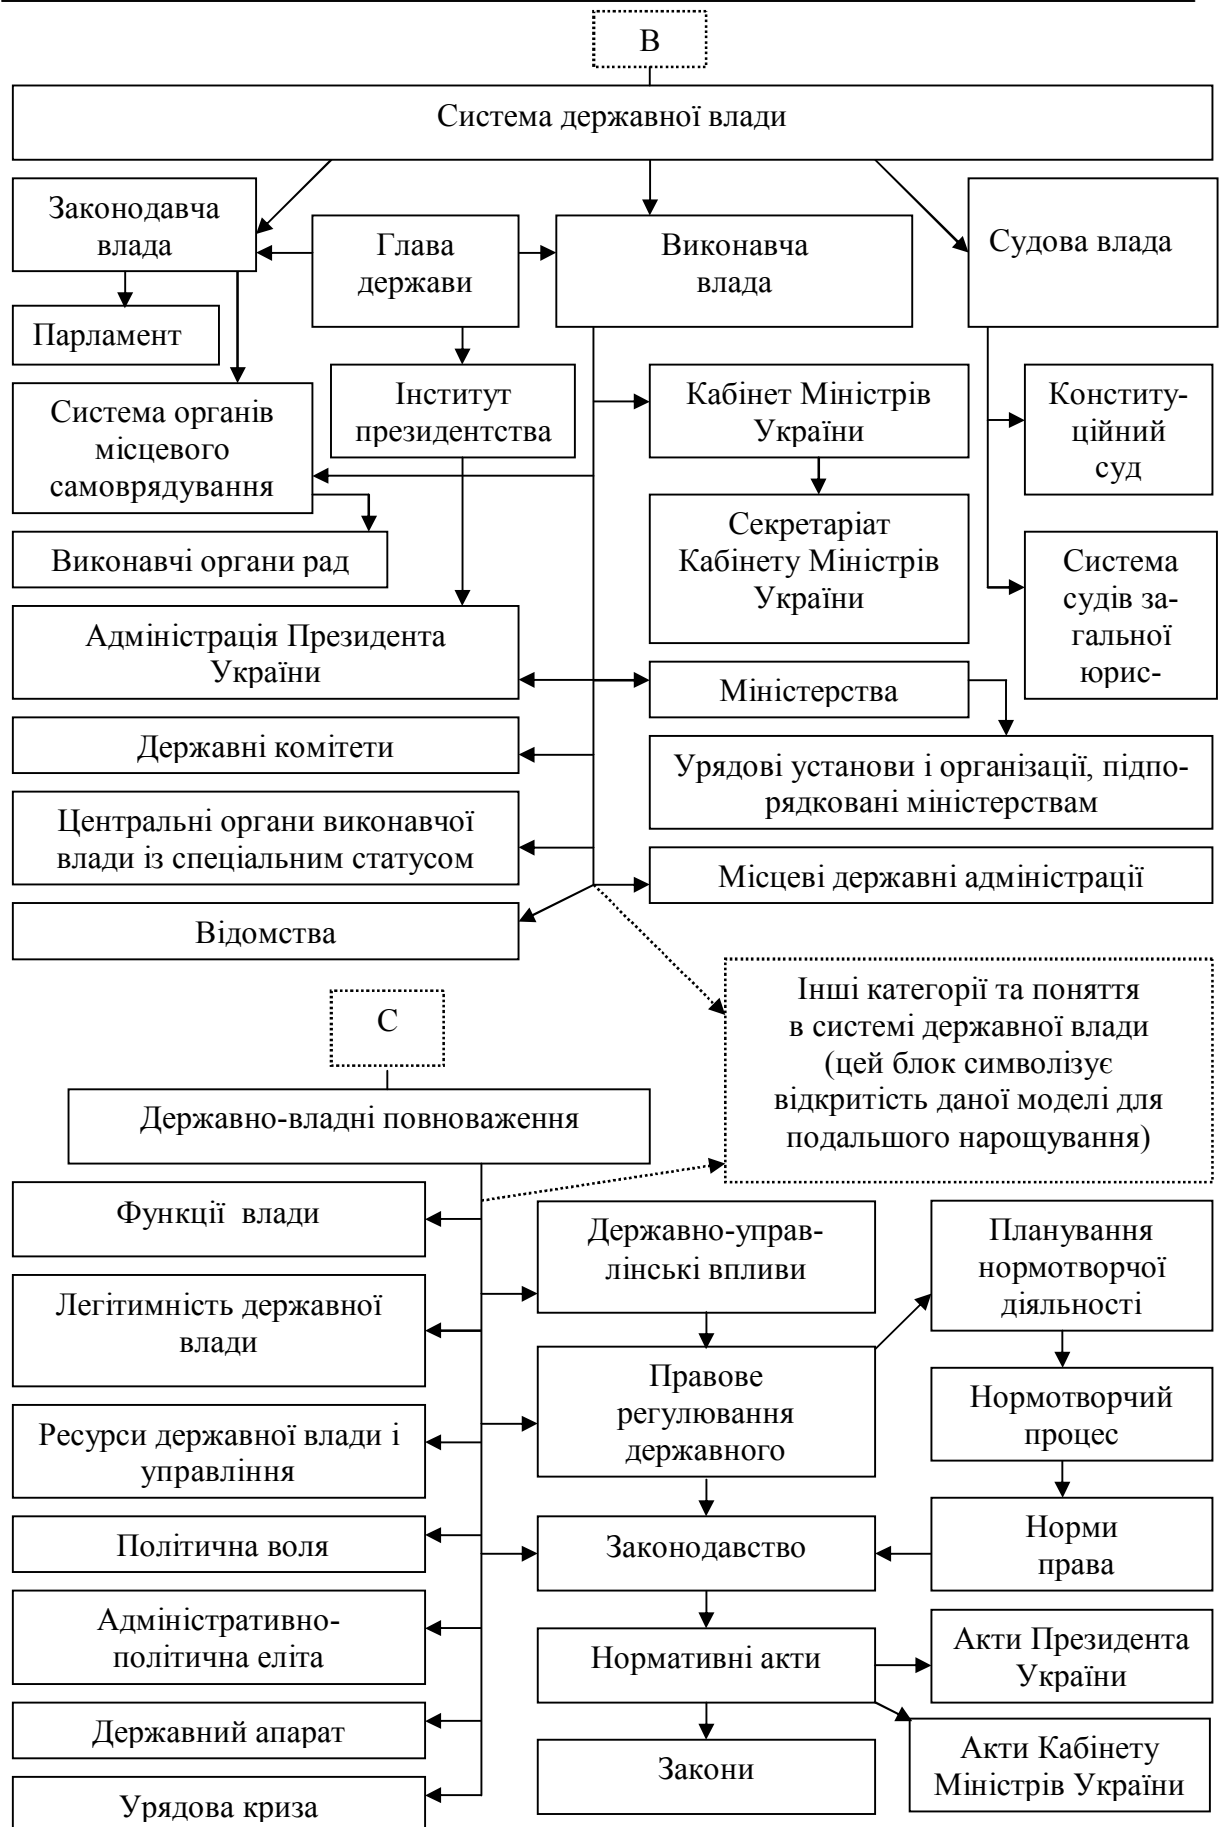 В
Система державної влади
Законодавча
влада
Глава
держави
Виконавча
влада
Судова влада
Парламент
Система органів
місцевого
самоврядування
Інститут
президентства
Кабінет Міністрів
України
Конститу-
ційний
суд
Виконавчі органи рад
Секретаріат
Кабінету Міністрів
України
Система
судів за-
гальної
юрис-
Адміністрація Президента
України
Міністерства
Державні комітети
Урядові установи і організації, підпо-
рядковані міністерствам
Центральні органи виконавчої
влади із спеціальним статусом
Місцеві державні адміністрації
Відомства
Інші категорії та поняття
в системі державної влади
(цей блок символізує
відкритість даної моделі для
подальшого нарощування)
С
Державно-владні повноваження
Функції влади
Державно-управ-
лінські впливи
Планування
нормотворчої
діяльності
Легітимність державної
влади
Правове
регулювання
державного
Нормотворчий
процес
Ресурси державної влади і
управління
Політична воля
Законодавство
Норми
права
Адміністративно-
політична еліта
Нормативні акти
Акти Президента
України
Державний апарат
Закони
Акти Кабінету
Міністрів України
Урядова криза